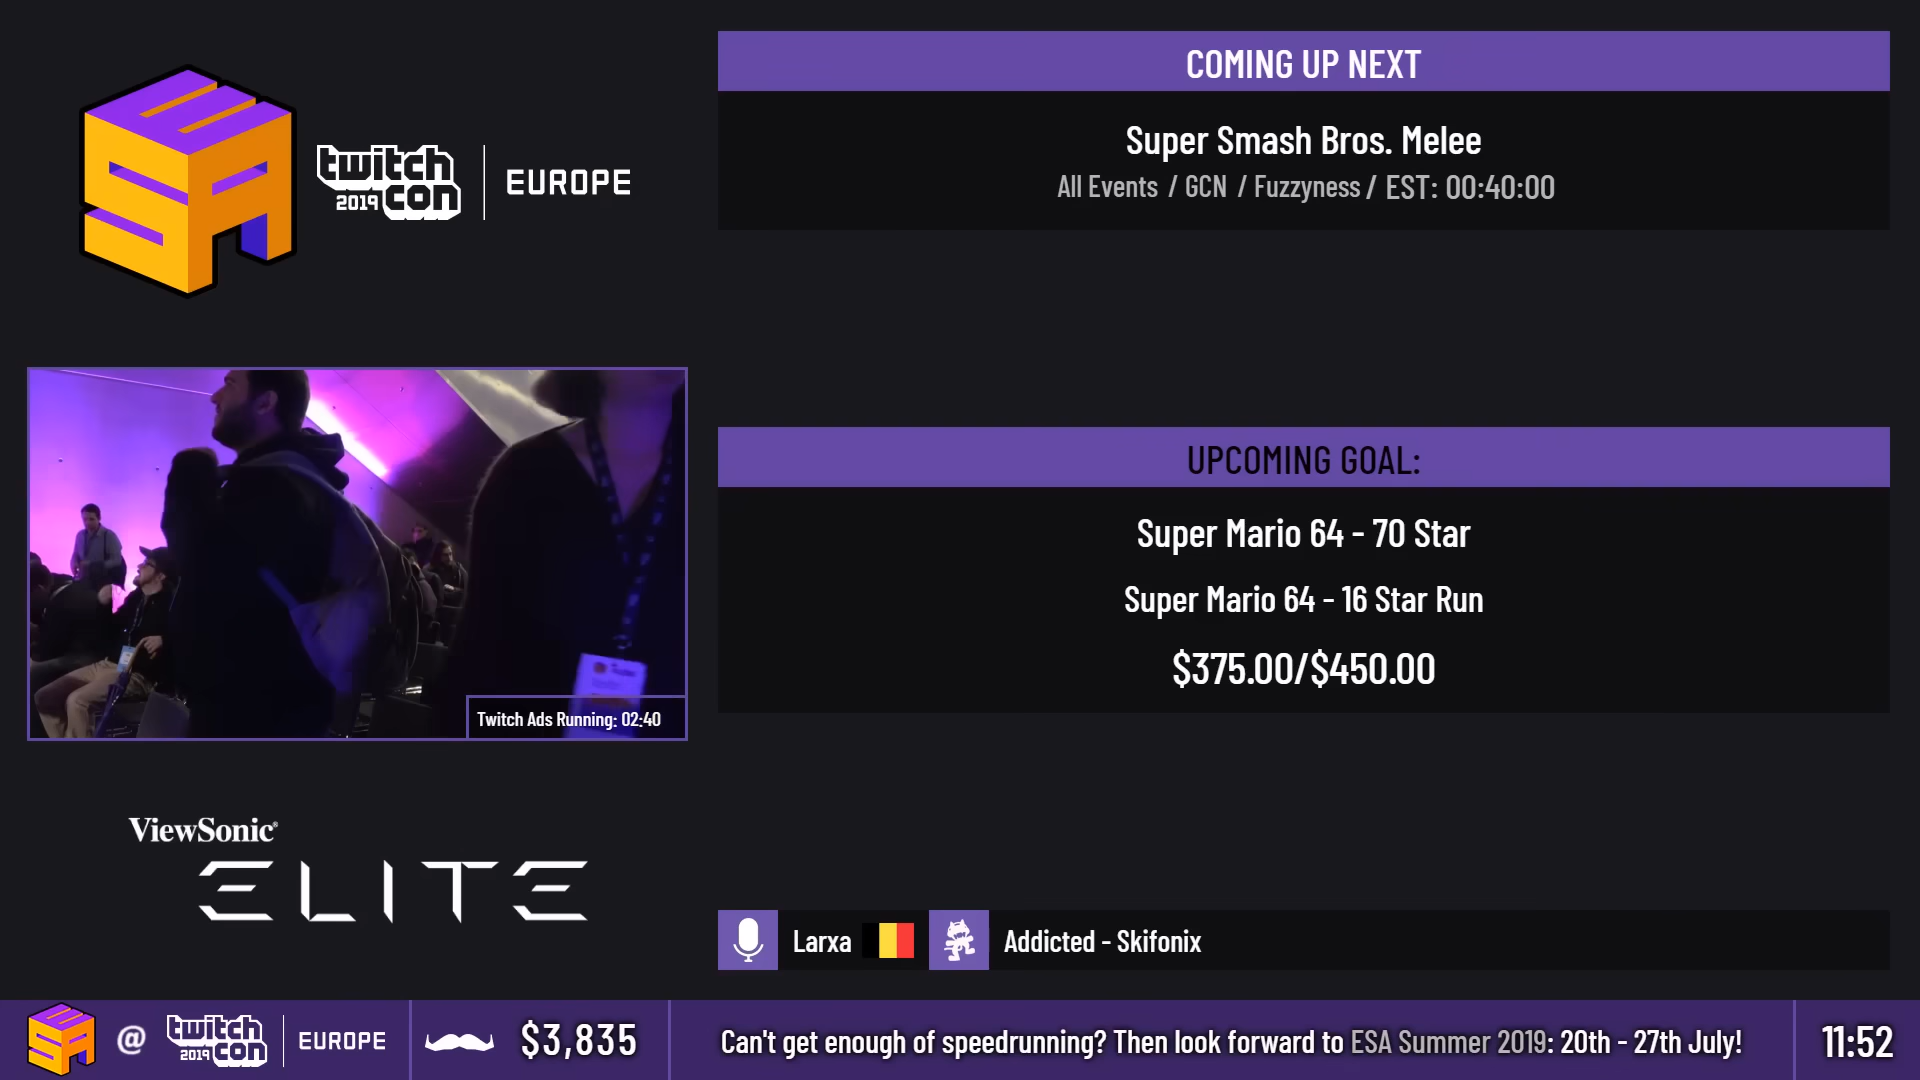 ESA
twitch
2019 con
EUROPE
COMING UP NEXT
Super Smash Bros. Melee
All Events / GCN / Fuzzyness / EST: 00:40:00
Twitch Ads Running: 02:40
UPCOMING GOAL:
Super Mario 64 - 70 Star
Super Mario 64 - 16 Star Run
$375.00/$450.00
ViewSonic®
ELITE
Larxa
Addicted - Skifonix
ESA @ twitch 2019 con EUROPE
$3,835
Can't get enough of speedrunning? Then look forward to ESA Summer 2019: 20th - 27th July!
11:52